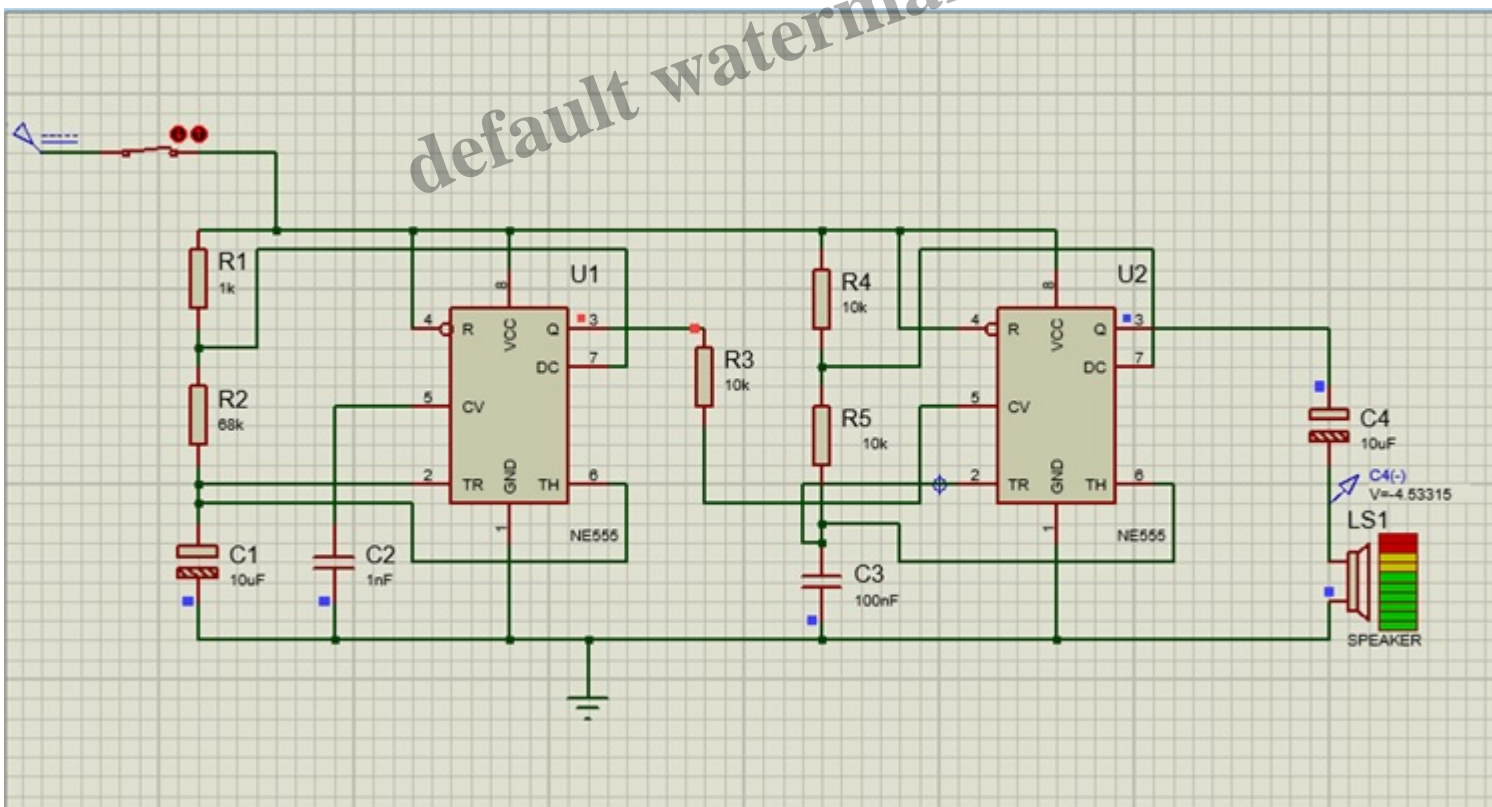 default waterma
R1
1k
R2
68k
C1
10uF
C2
1nF
U1
8
4
R
VCC
Q
3
DC
7
5
CV
2
TR
GND
TH
6
1
NE555
R3
10k
R4
10k
R5
10k
C3
100nF
U2
8
4
R
VCC
Q
3
DC
7
5
CV
2
TR
GND
TH
6
1
NE555
C4
10uF
C4(-)
V=-4.53315
LS1
SPEAKER